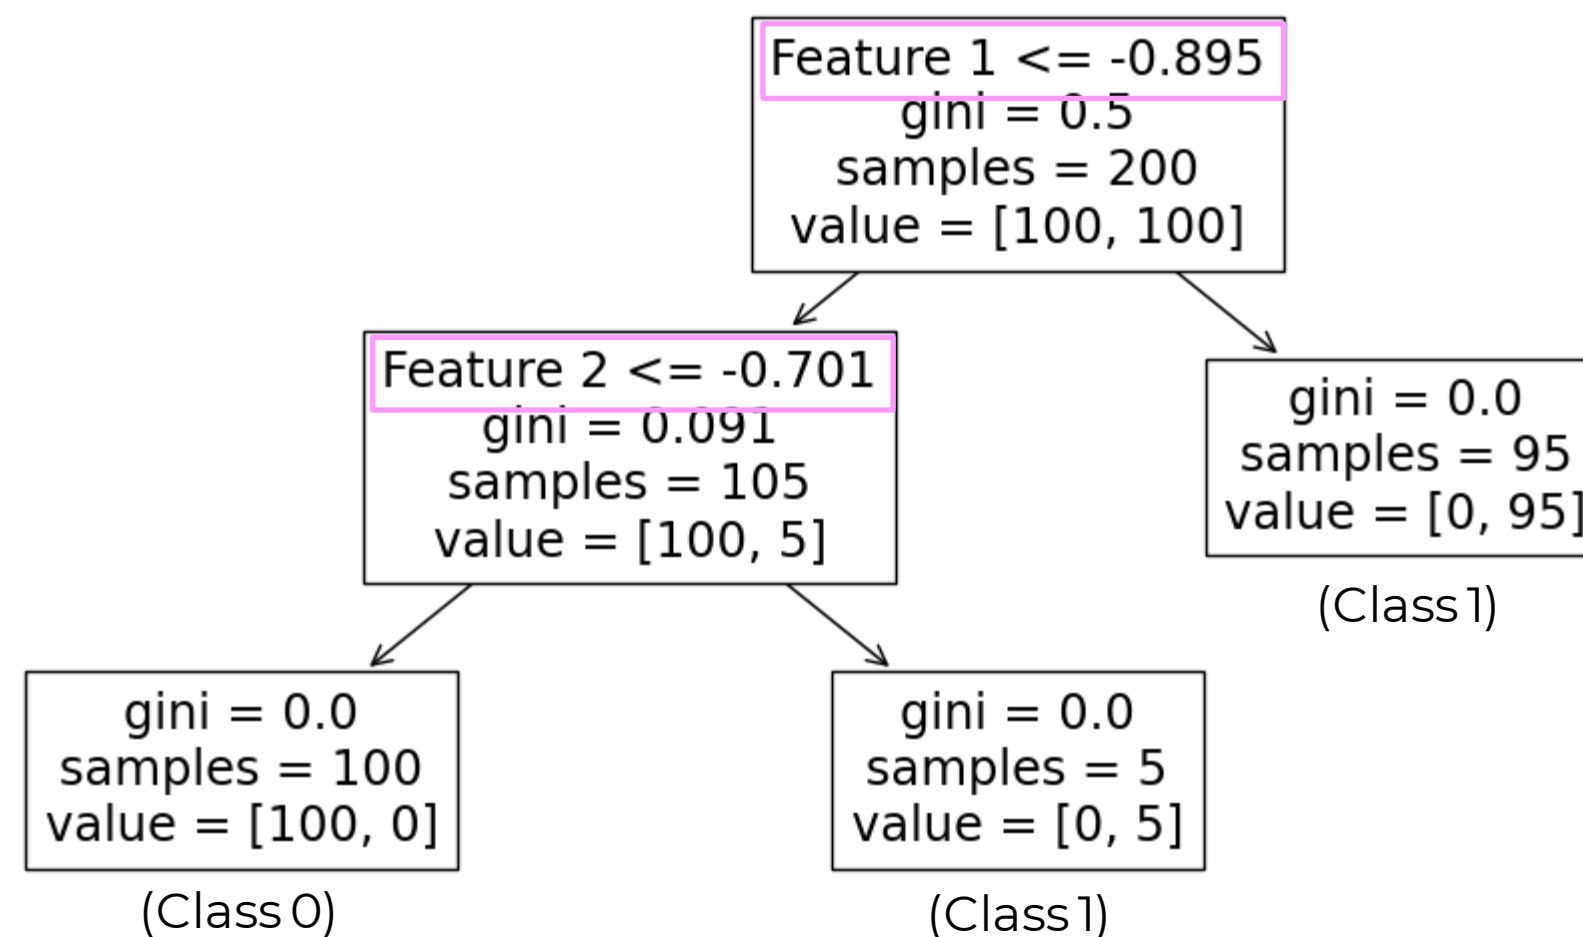 Feature 1 <= -0.895
gini = 0.5
samples = 200
value = [100, 100]
Feature 2 <= -0.701
gini = 0.091
samples = 105
value = [100, 5]
gini = 0.0
samples = 95
value = [0, 95]
(Class 1)
gini = 0.0
samples = 100
value = [100, 0]
(Class 0)
gini = 0.0
samples = 5
value = [0, 5]
(Class 1)